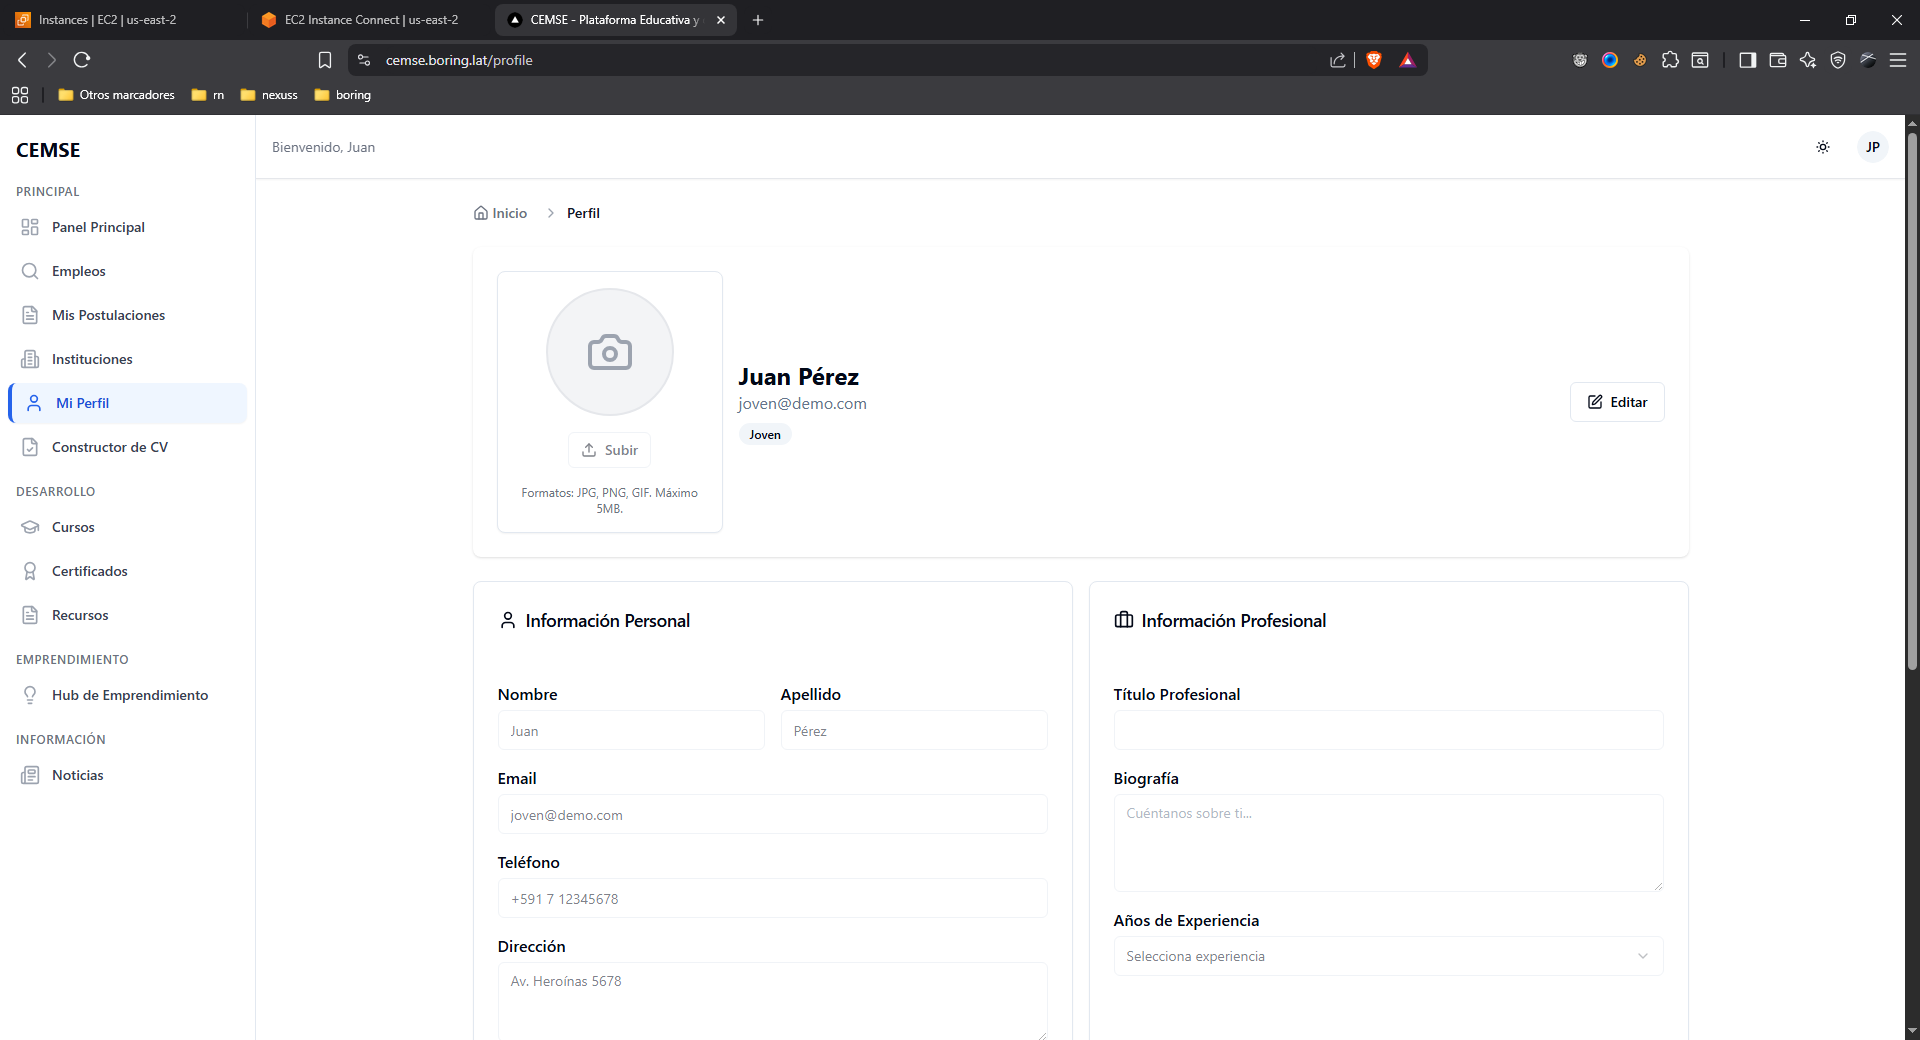 Instances | EC2 | us-east-2
EC2 Instance Connect | us-east-2
CEMSE - Plataforma Educativa y
cemse.boring.lat/profile
Otros marcadores
rn
nexuss
boring
CEMSE
Bienvenido, Juan
JP
PRINCIPAL
Panel Principal
Empleos
Mis Postulaciones
Instituciones
Mi Perfil
Constructor de CV
DESARROLLO
Cursos
Certificados
Recursos
EMPRENDIMIENTO
Hub de Emprendimiento
INFORMACIÓN
Noticias
Inicio
Perfil
Subir
Formatos: JPG, PNG, GIF. Máximo
5MB.
Juan Pérez
joven@demo.com
Joven
Editar
Información Personal
Nombre
Juan
Apellido
Pérez
Email
joven@demo.com
Teléfono
+591 7 12345678
Dirección
Av. Heroínas 5678
Información Profesional
Título Profesional
Biografía
Cuéntanos sobre ti...
Años de Experiencia
Selecciona experiencia